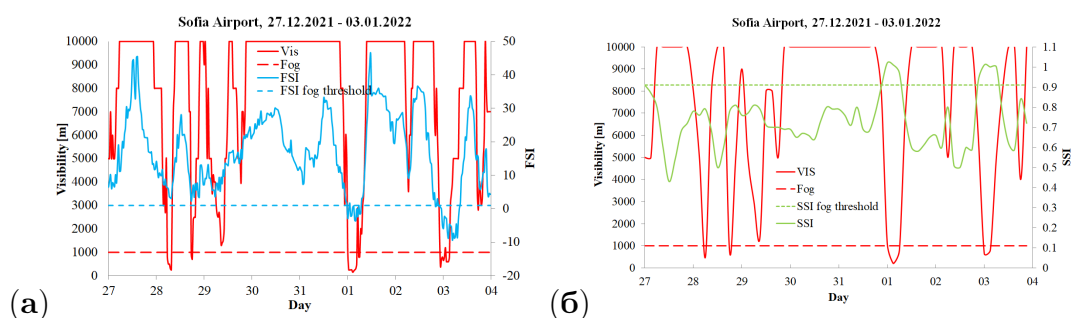 Sofia Airport, 27.12.2021 - 03.01.2022
10000
9000
8000
7000
6000
5000
4000
3000
2000
1000
0
Visibility [m]
Vis
Fog
FSI
FSI fog threshold
50
40
30
20
10
0
-10
-20
FSI
27 28 29 30 31 01 02 03 04
Day
(а)
Sofia Airport, 27.12.2021 - 03.01.2022
10000
9000
8000
7000
6000
5000
4000
3000
2000
1000
0
Visibility [m]
VIS
Fog
SSI fog threshold
SSI
1.1
1
0.9
0.8
0.7
0.6
0.5
0.4
0.3
0.2
0.1
0
SSI
27 28 29 30 31 01 02 03 04
Day
(б)